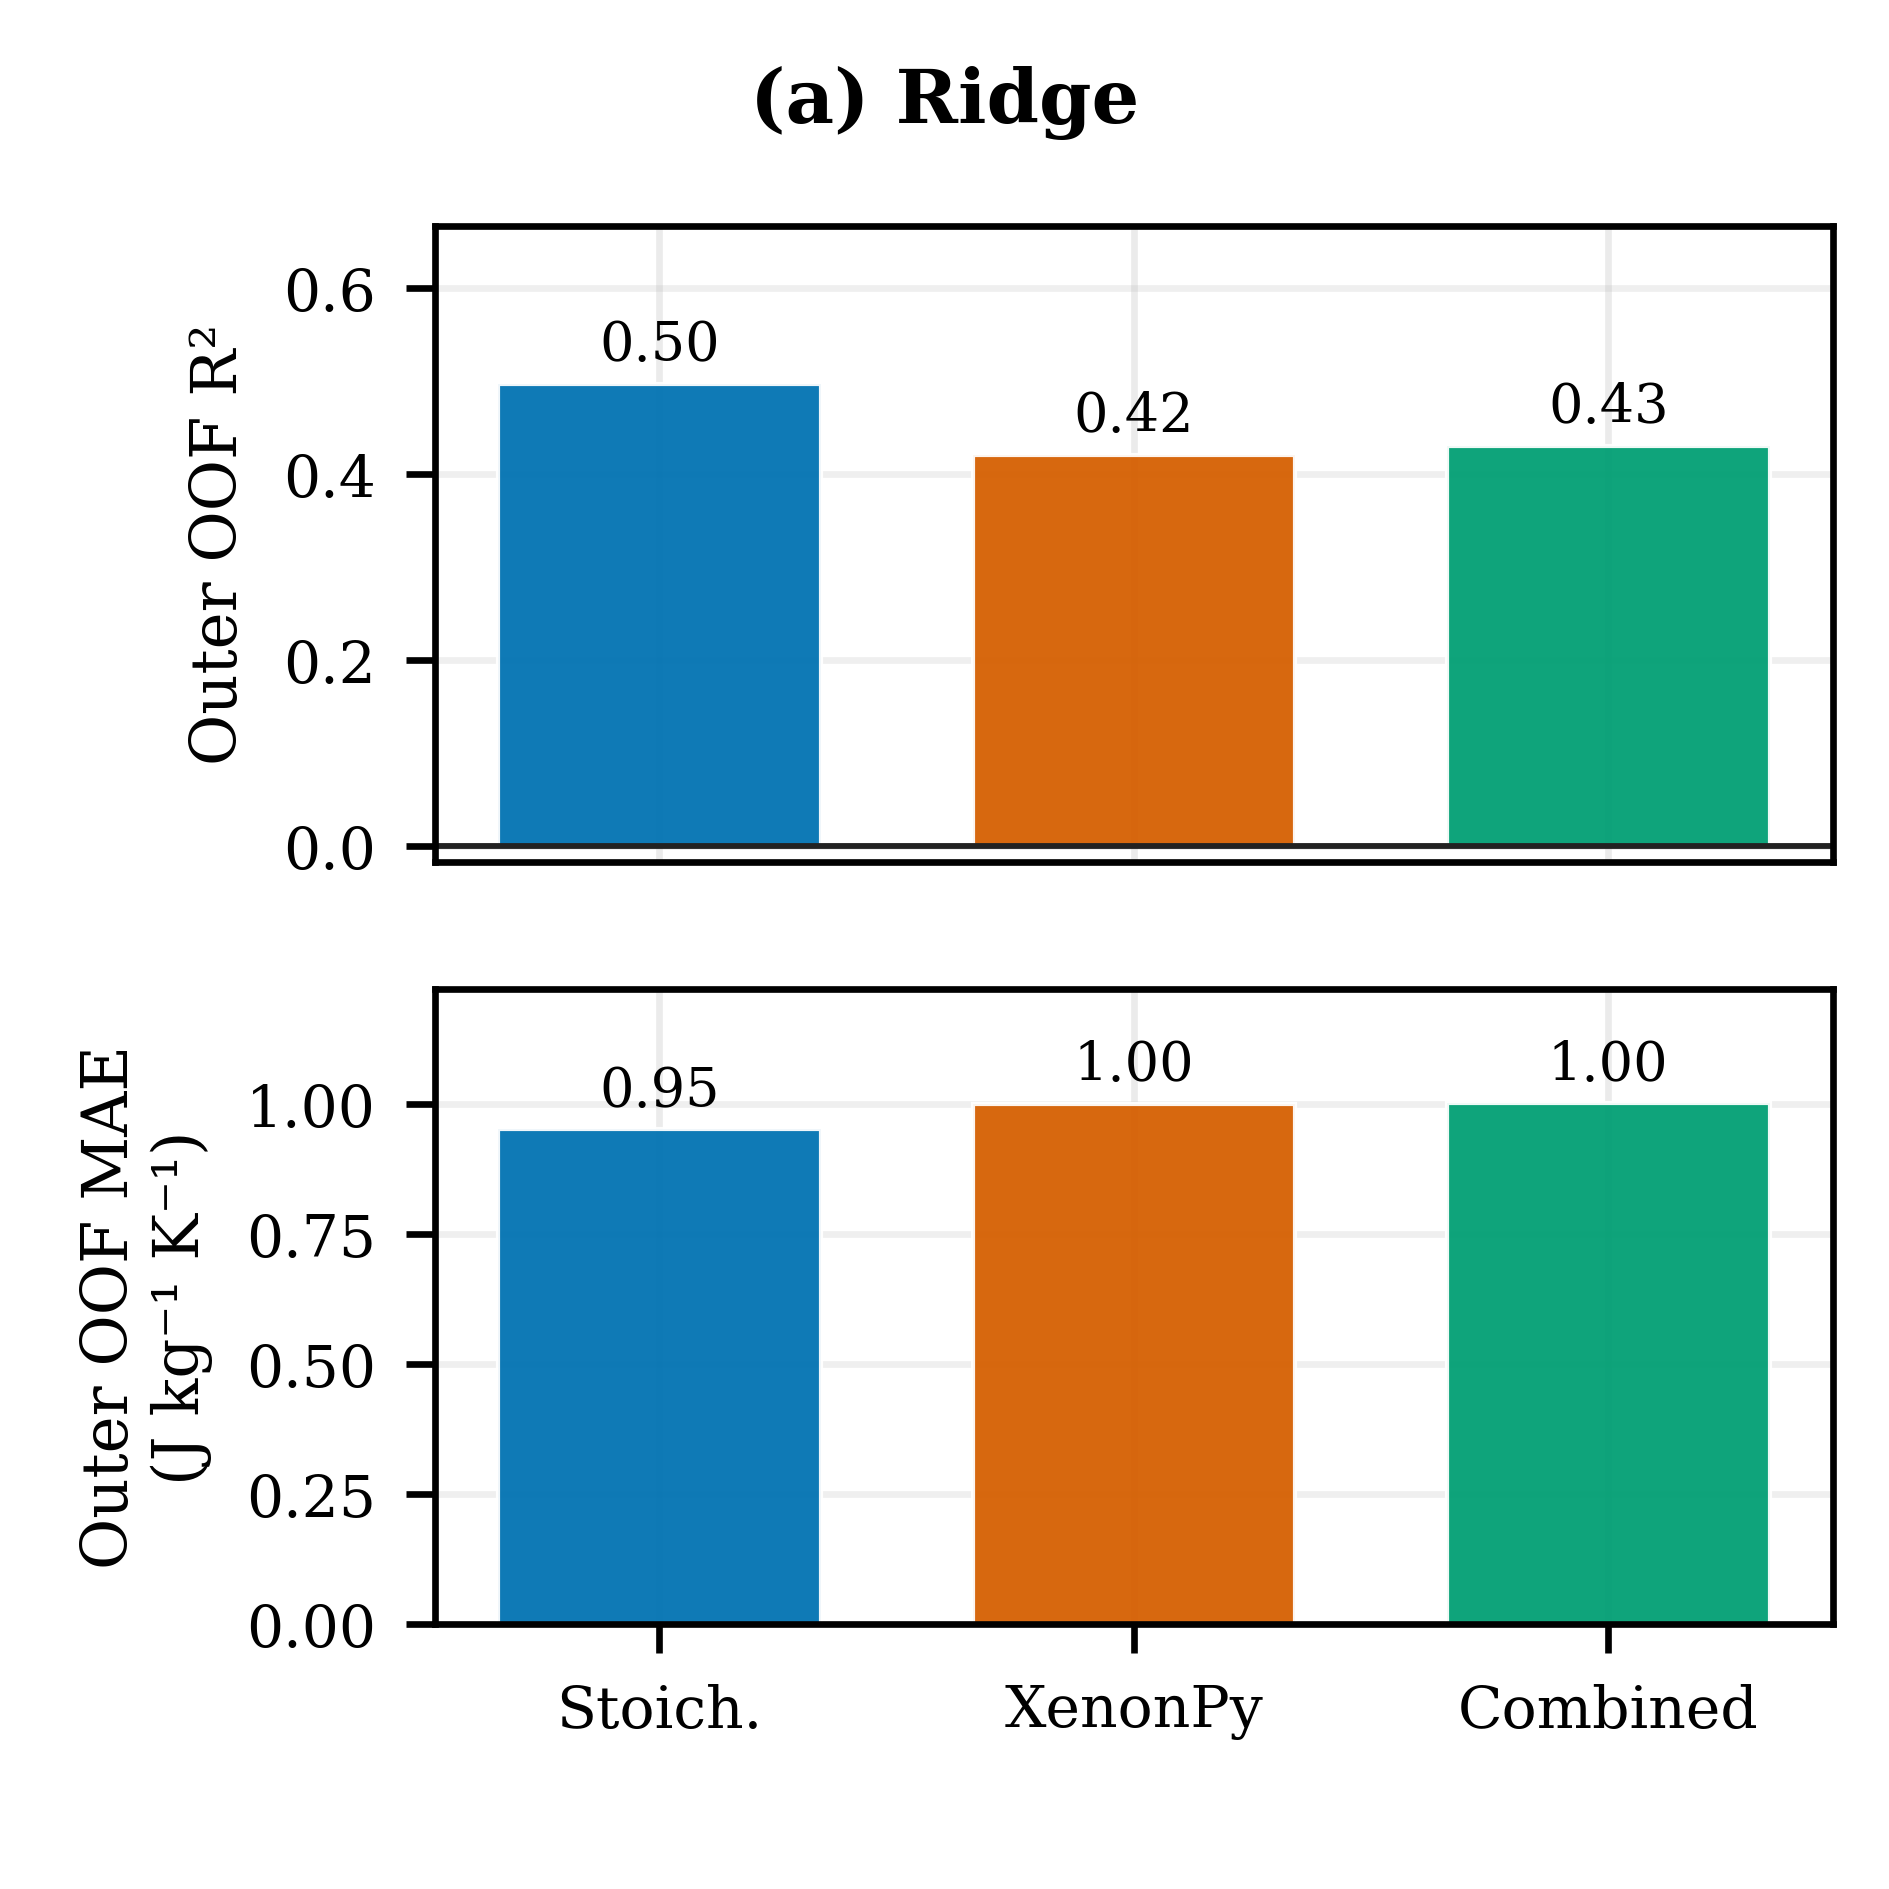 (a) Ridge
Outer OOF R²
0.6
0.4
0.2
0.0
0.50
0.42
0.43
Outer OOF MAE
(J kg⁻¹ K⁻¹)
1.00
0.75
0.50
0.25
0.00
0.95
1.00
1.00
Stoich.
XenonPy
Combined